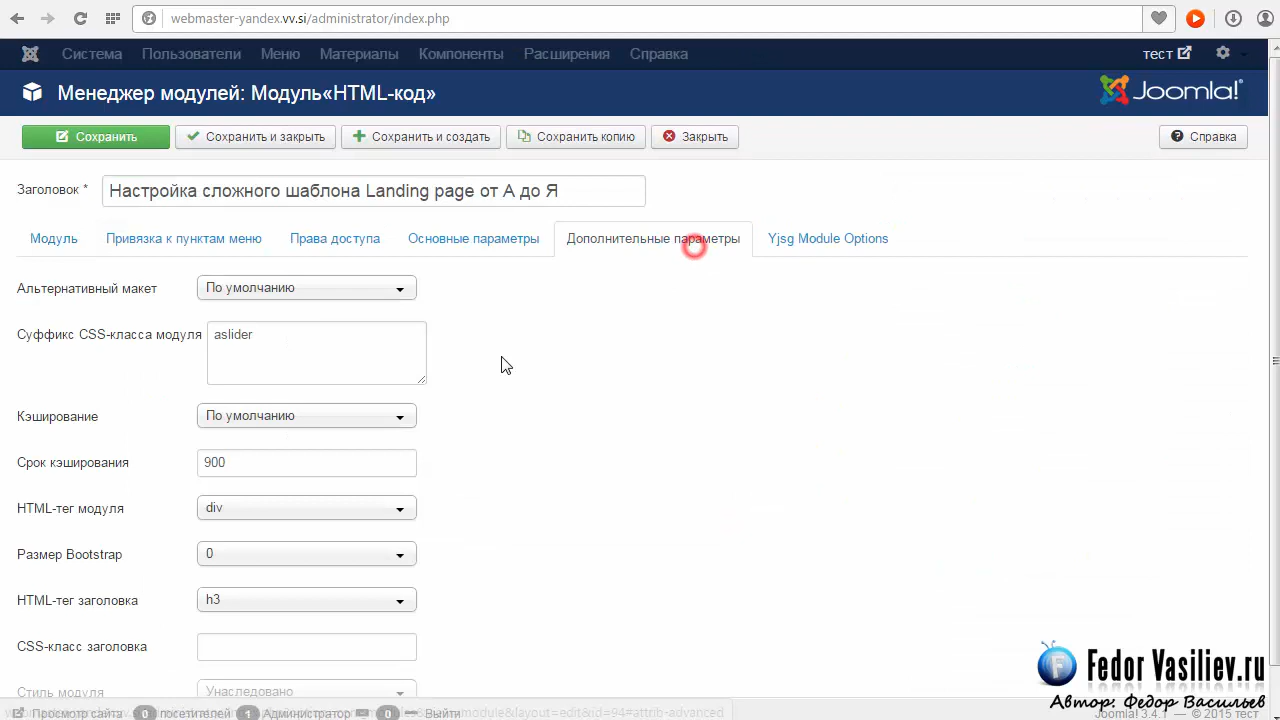 webmaster-yandex.vv.si/administrator/index.php
Система Пользователи Меню Материалы Компоненты Расширения Справка тест
Менеджер модулей: Модуль«HTML-код» Joomla!
Сохранить Сохранить и закрыть Сохранить и создать Сохранить копию Закрыть Справка
Заголовок * Настройка сложного шаблона Landing page от А до Я
Модуль Привязка к пунктам меню Права доступа Основные параметры Дополнительные параметры Yjsg Module Options
Альтернативный макет По умолчанию
Суффикс CSS-класса модуля aslider
Кэширование По умолчанию
Срок кэширования 900
HTML-тег модуля div
Размер Bootstrap 0
HTML-тег заголовка h3
CSS-класс заголовка
Fedor Vasiliev.ru
Стиль модуля Унаследовано
Автор: Федор Васильев
Просмотр сайта 0 посетителей 1 Администратор 0 Выйти
Joomla! 3.4.1 — © 2015 тест